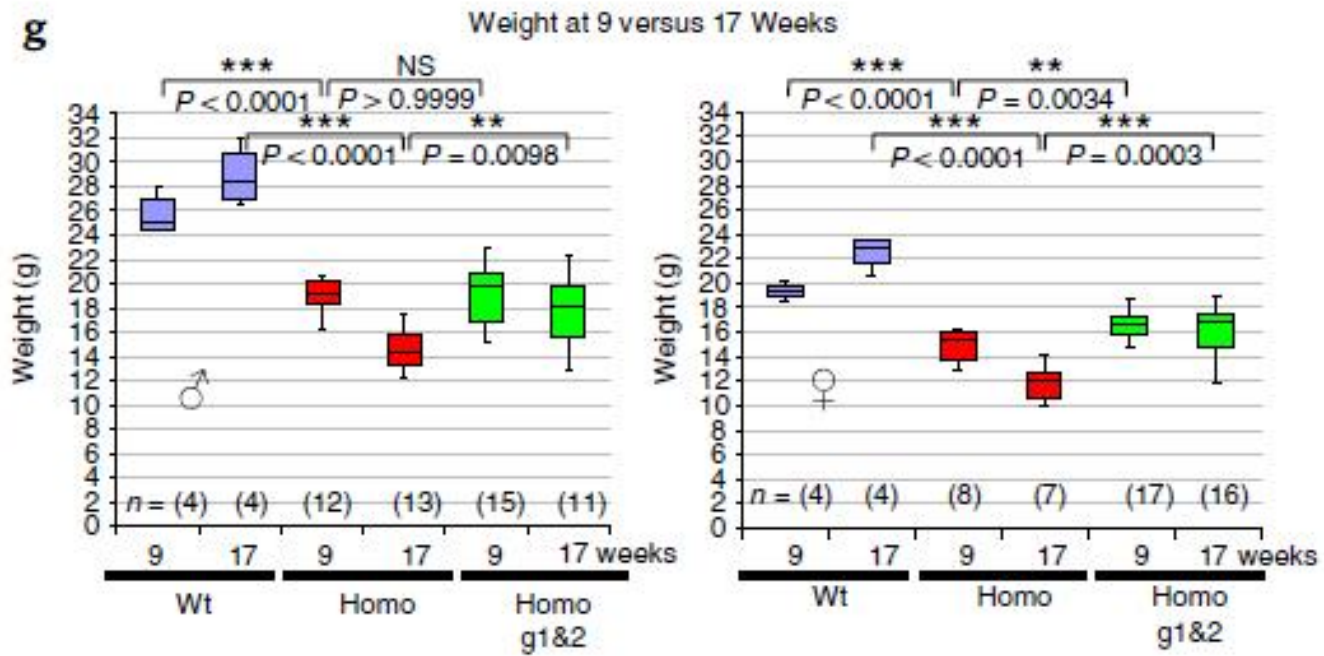 g
Weight at 9 versus 17 Weeks
*** NS
P < 0.0001 P > 0.9999
*** **
P < 0.0001 P = 0.0098
Weight (g)
34
32
30
28
26
24
22
20
18
16
14
12
10
8
6
4
2
0
♂
n = (4) (4) (12) (13) (15) (11)
9 17 9 17 9 17 weeks
Wt Homo Homo
g1&2
*** **
P < 0.0001 P = 0.0034
*** ***
P < 0.0001 P = 0.0003
Weight (g)
34
32
30
28
26
24
22
20
18
16
14
12
10
8
6
4
2
0
♀
n = (4) (4) (8) (7) (17) (16)
9 17 9 17 9 17 weeks
Wt Homo Homo
g1&2